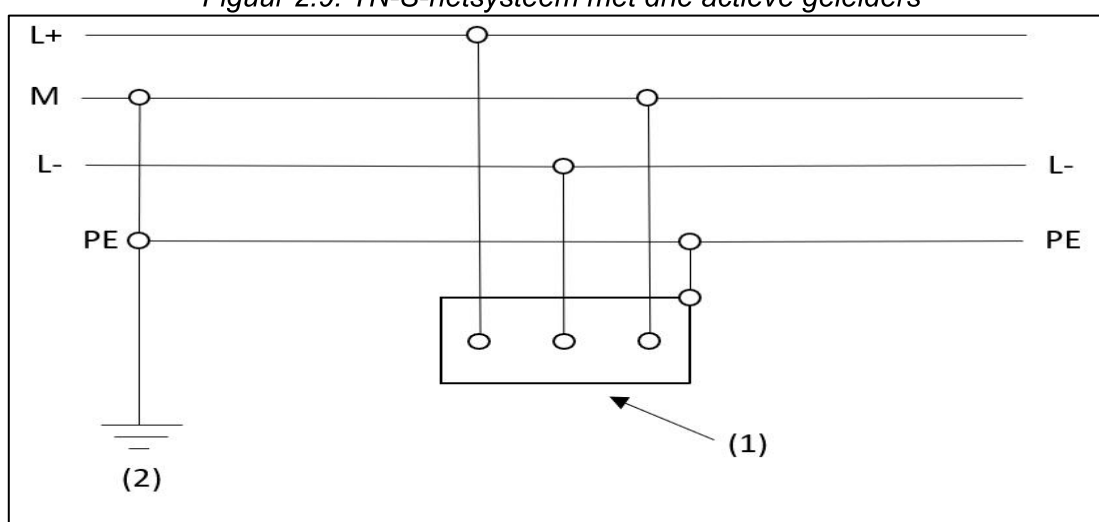 Figuur 2.9. TN-S-netsysteem met drie actieve geleiders
L+
M
L- L-
PE PE
(1)
(2)